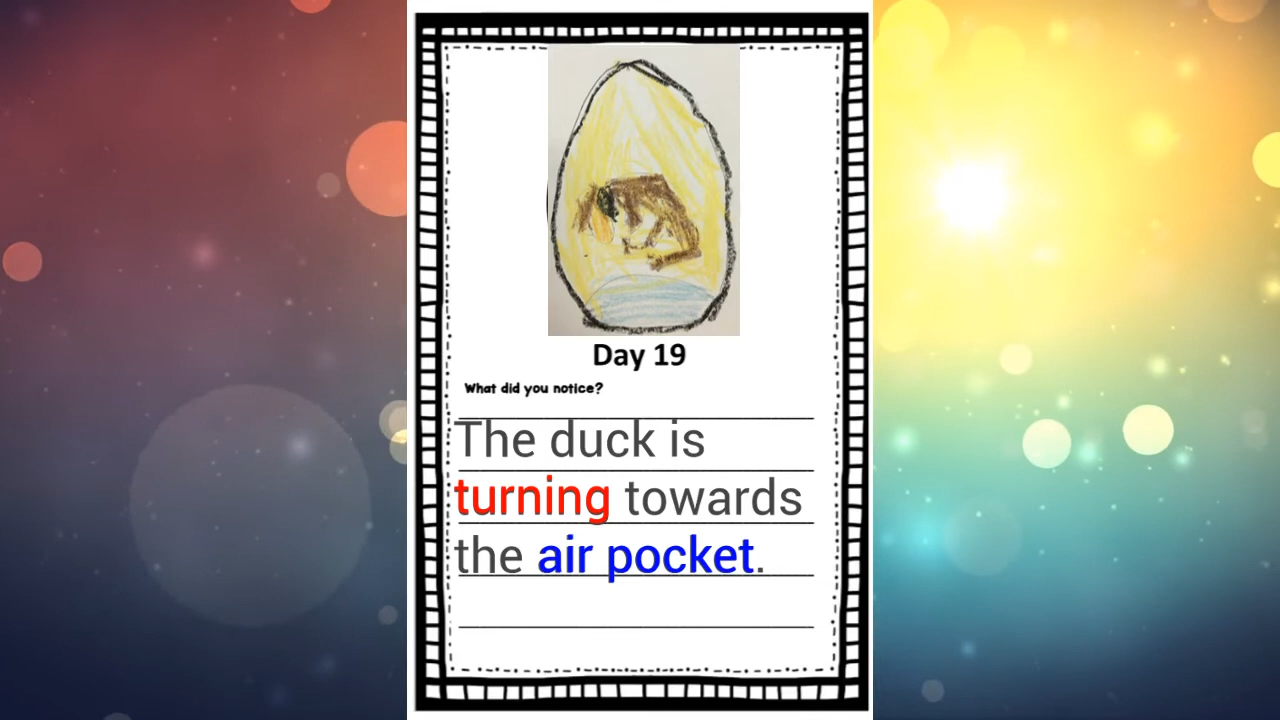 Day 19
What did you notice?
The duck is
turning towards
the air pocket.